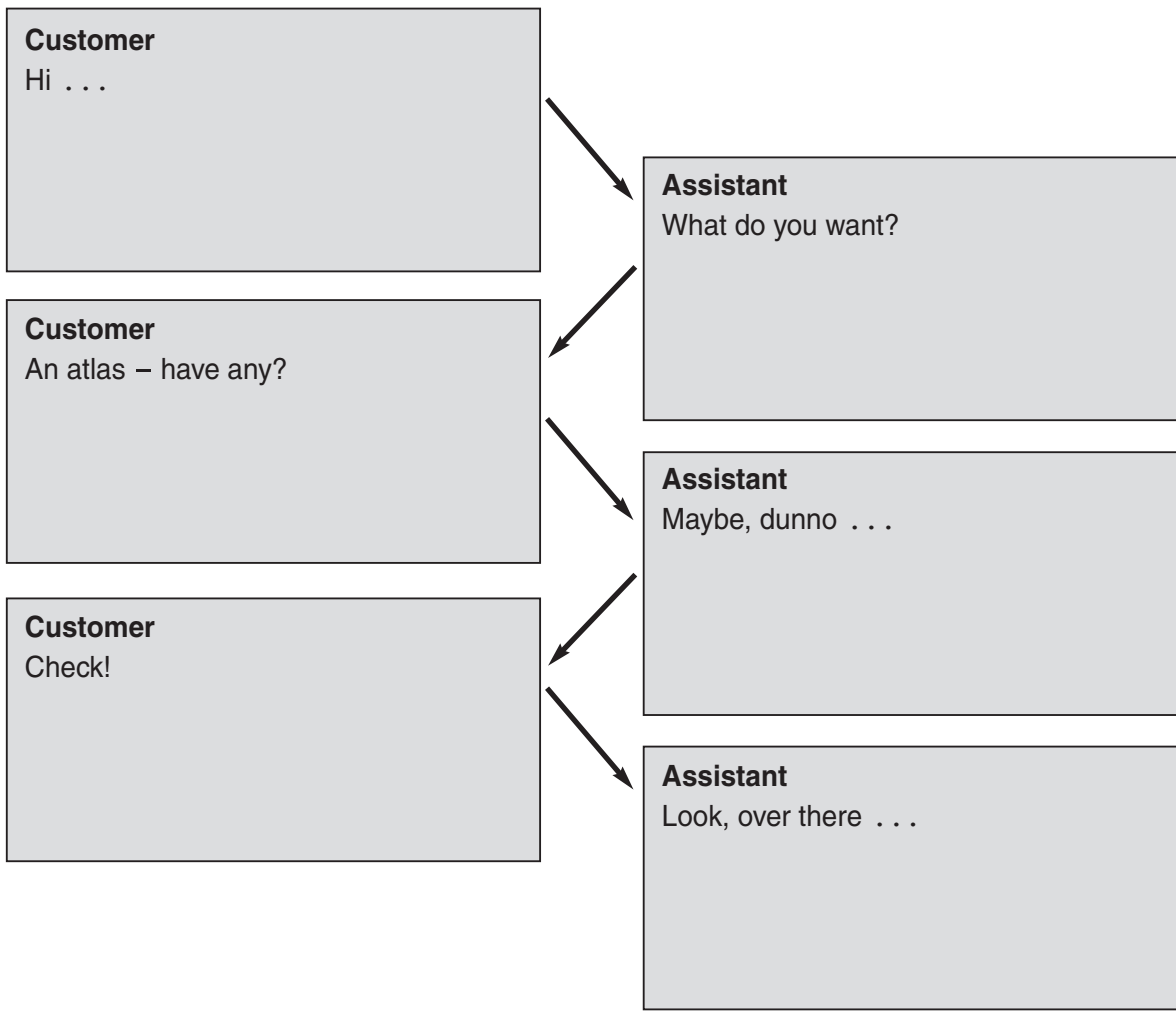 Customer
Hi . . .
Assistant
What do you want?
Customer
An atlas – have any?
Assistant
Maybe, dunno . . .
Customer
Check!
Assistant
Look, over there . . .